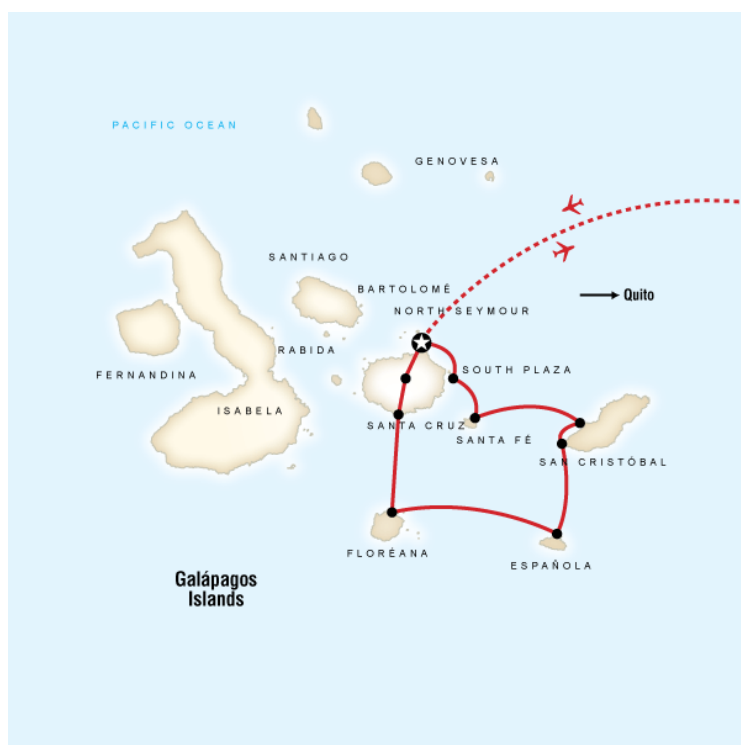 PACIFIC OCEAN
GENOVESA
SANTIAGO
BARTOLOMÉ
Quito
NORTH SEYMOUR
RABIDA
SOUTH PLAZA
FERNANDINA
ISABELA
SANTA CRUZ
SANTA FÉ
SAN CRISTÓBAL
FLORÉANA
ESPAÑOLA
Galápagos
Islands